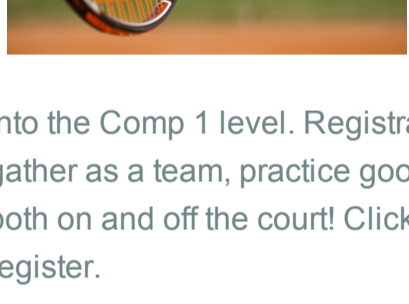 nto the Comp 1 level. Registra
gather as a team, practice goo
both on and off the court! Click
egister.